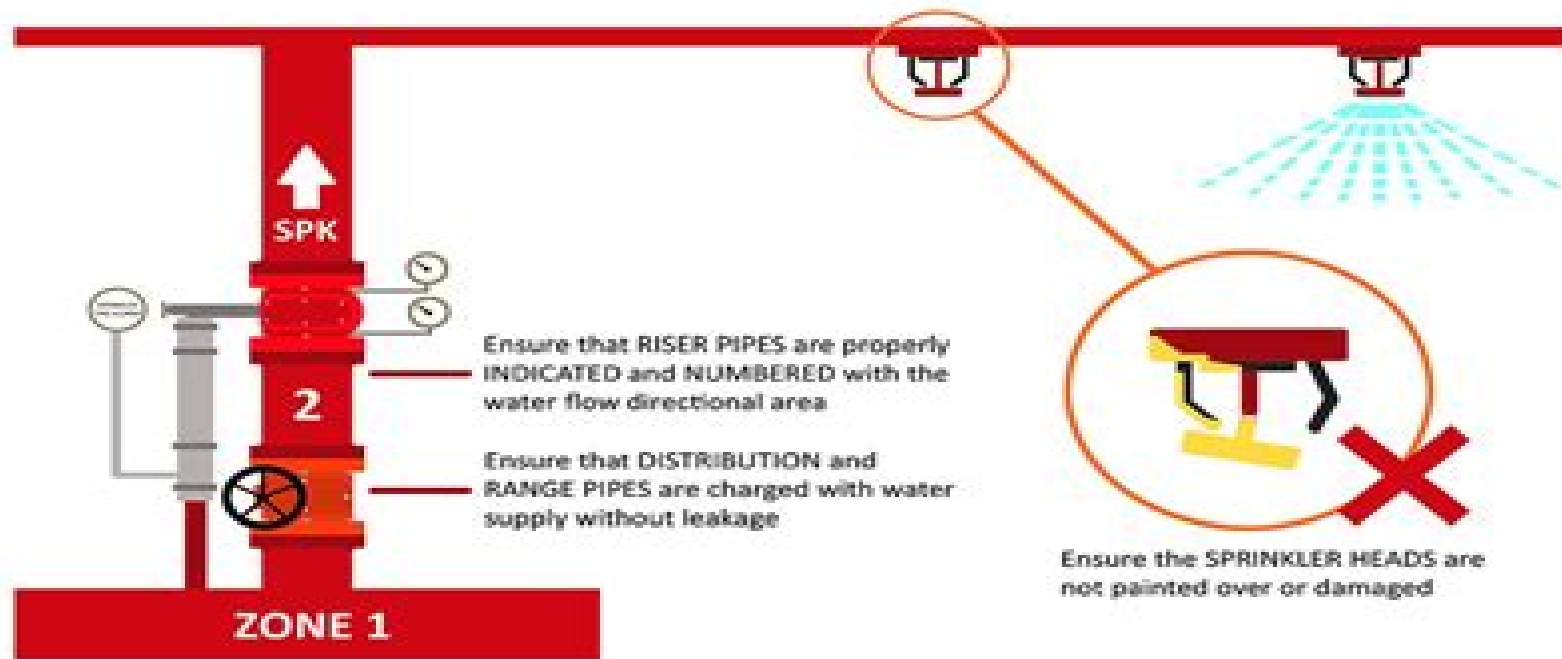 SPK
2
Ensure that RISER PIPES are properly
INDICATED and NUMBERED with the
water flow directional area
Ensure that DISTRIBUTION and
RANGE PIPES are charged with water
supply without leakage
ZONE 1
Ensure the SPRINKLER HEADS are
not painted over or damaged